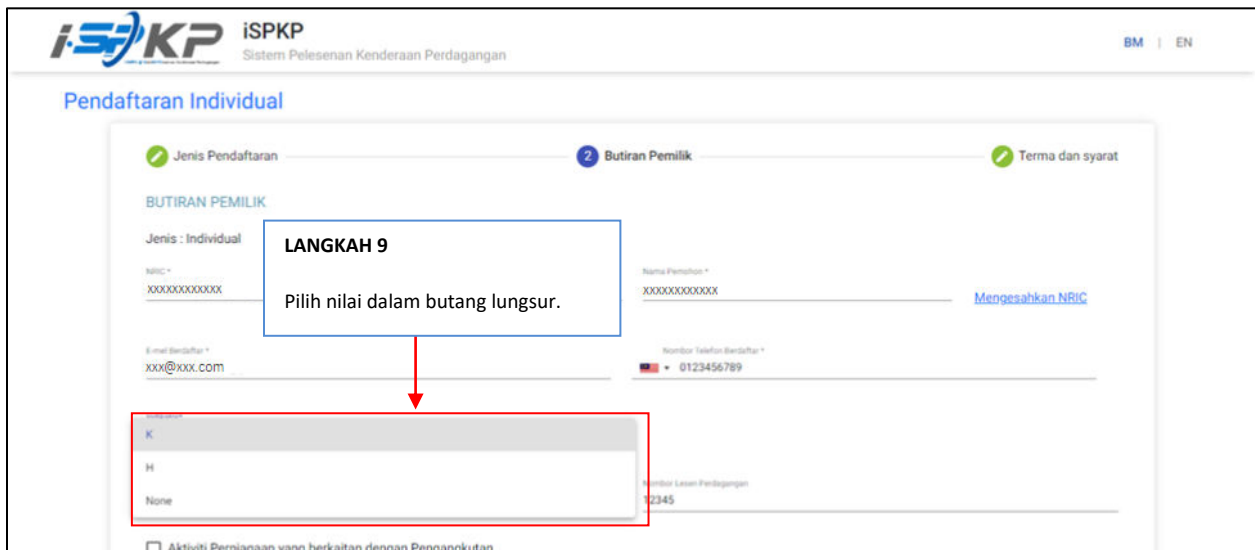 iSPKP
iSPKP
Sistem Pelesenan Kenderaan Perdagangan
BM | EN
Pendaftaran Individual
Jenis Pendaftaran
2 Butiran Pemilik
Terma dan syarat
BUTIRAN PEMILIK
Jenis : Individual
LANGKAH 9
Pilih nilai dalam butang lungsur.
NRIC *
XXXXXXXXXXXX
Nama Pemohon *
XXXXXXXXXXXX
Mengesahkan NRIC
E-mel Berdaftar *
xxx@xxx.com
Nombor Telefon Berdaftar *
0123456789
K
H
None
Nombor Lesen Perdagangan
12345
Aktiviti Perniagaan yang berkaitan dengan Pengangkutan